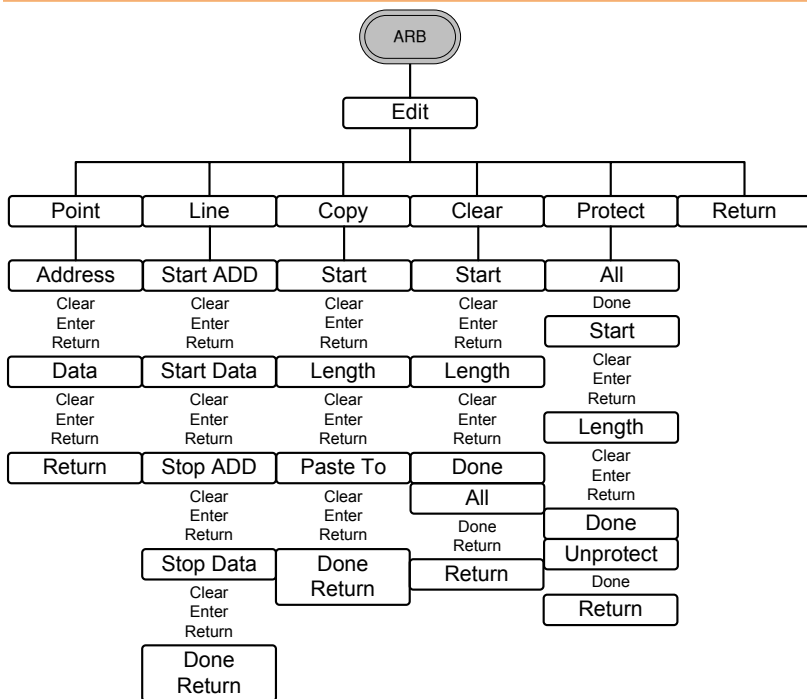 ARB
Edit
Point
Line
Copy
Clear
Protect
Return
Address
Clear
Enter
Return
Data
Clear
Enter
Return
Return
Start ADD
Clear
Enter
Return
Start Data
Clear
Enter
Return
Stop ADD
Clear
Enter
Return
Stop Data
Clear
Enter
Return
Done
Return
Start
Clear
Enter
Return
Length
Clear
Enter
Return
Paste To
Clear
Enter
Return
Done
Return
Start
Clear
Enter
Return
Length
Clear
Enter
Return
Done
All
Done
Return
Return
All
Done
Start
Clear
Enter
Return
Length
Clear
Enter
Return
Done
Unprotect
Done
Return